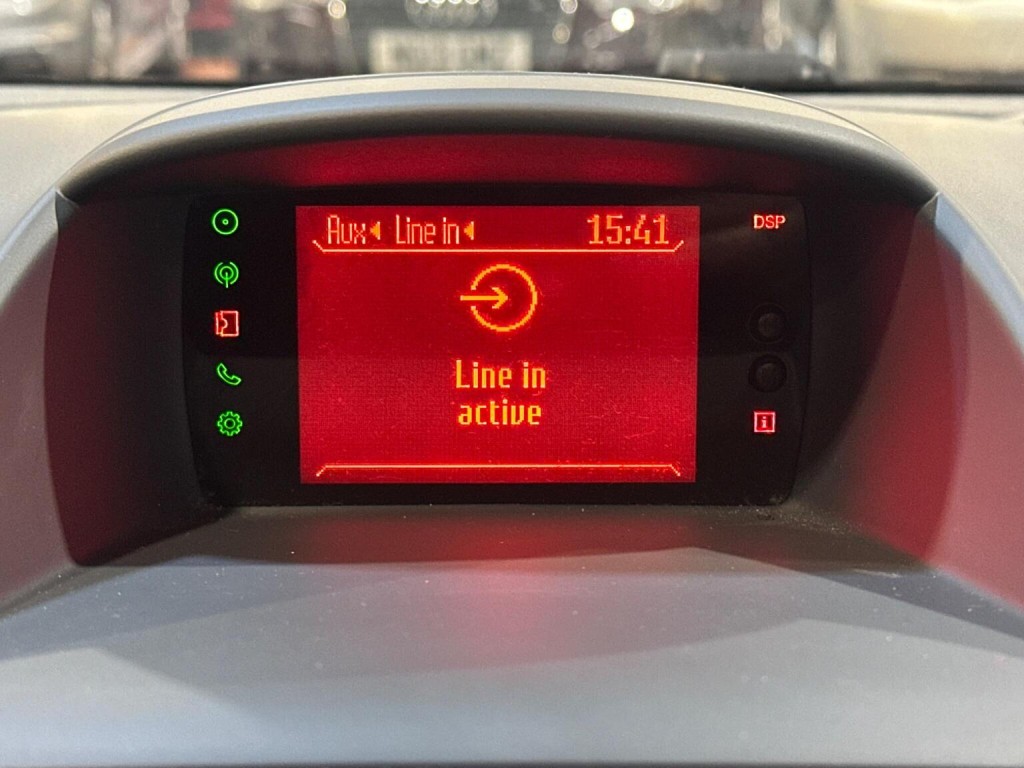 Aux Line in 15:41
DSP
Line in
active
i